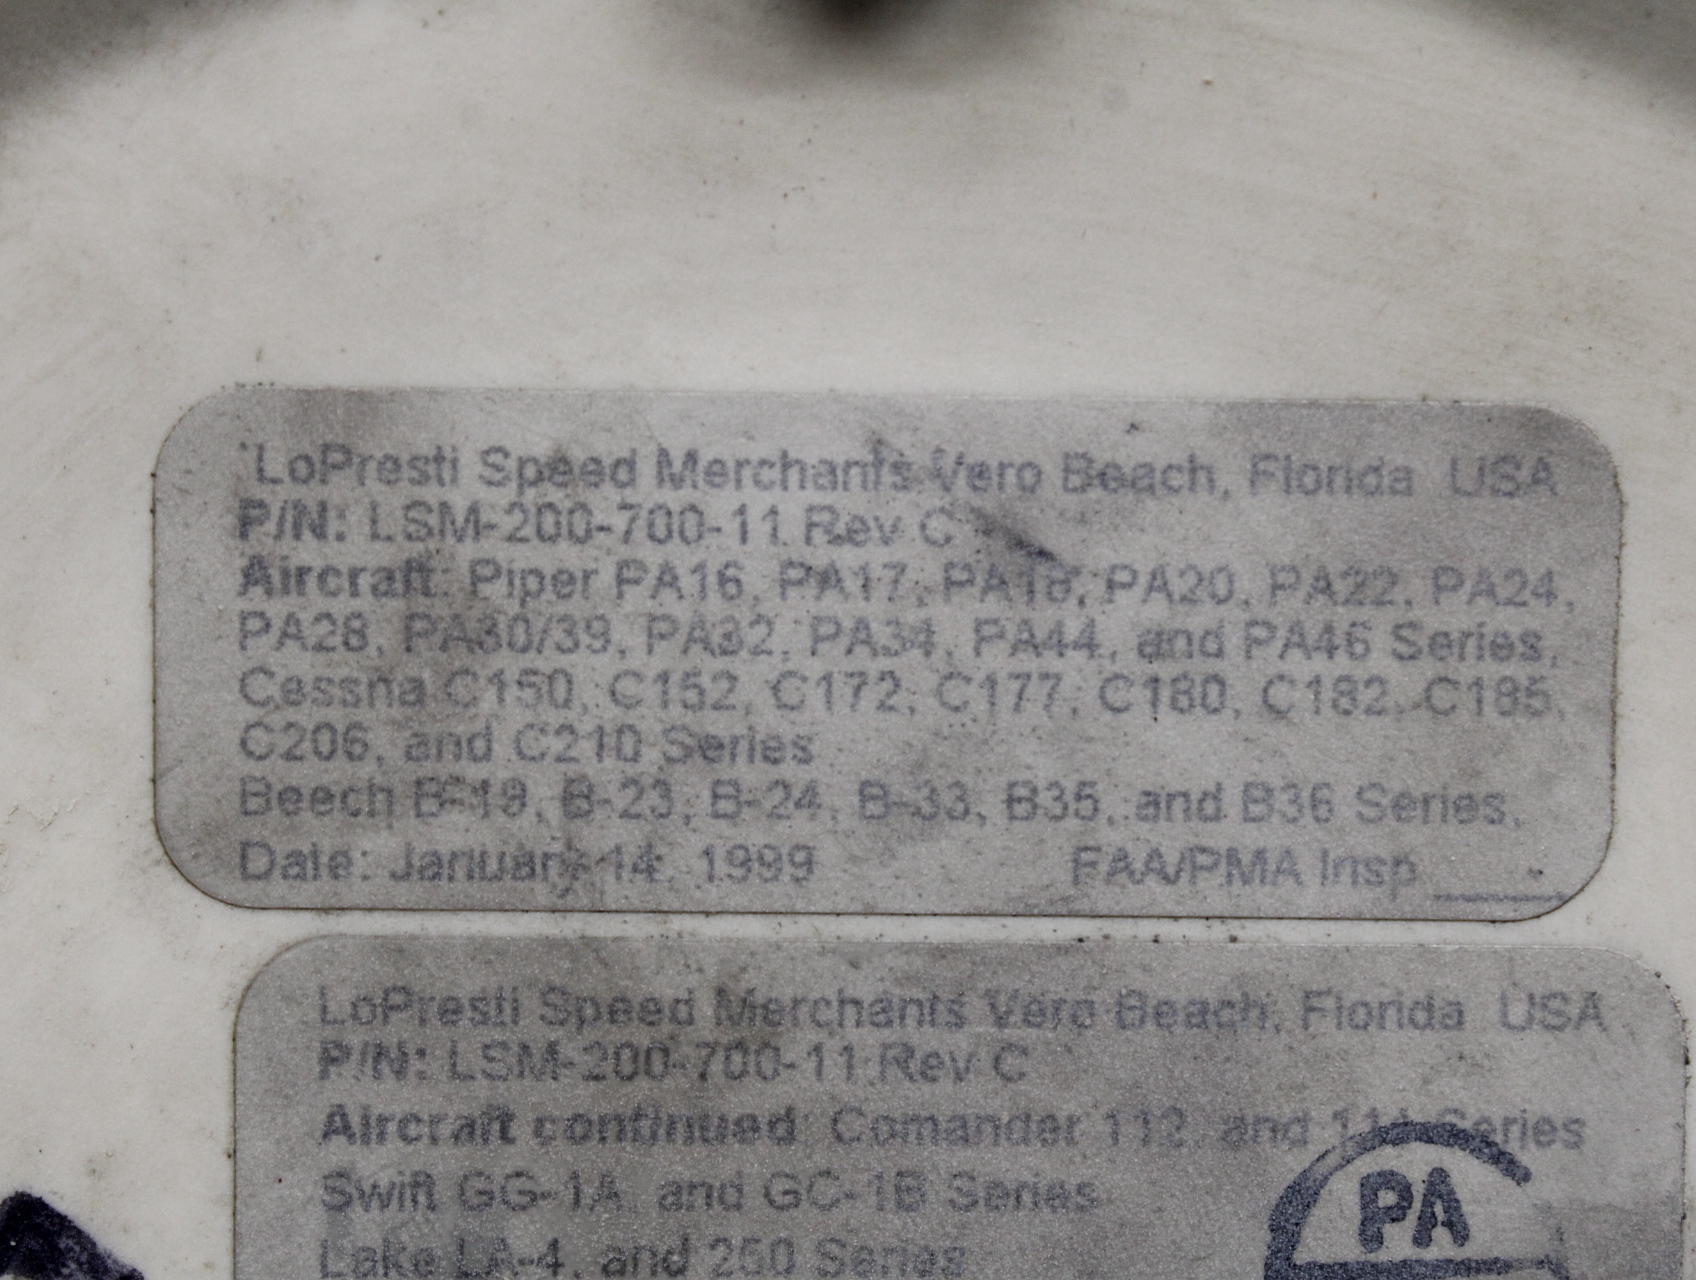 LoPresti Speed Merchants Vero Beach, Florida USA
P/N: LSM-200-700-11 Rev C
Aircraft: Piper PA16, PA17, PA18, PA20, PA22, PA24,
PA28, PA30/39, PA32, PA34, PA44, and PA46 Series,
Cessna C150, C152, C172, C177, C180, C182, C185,
C206, and C210 Series
Beech B-19, B-23, B-24, B-33, B35, and B36 Series,
Date: January 14, 1999 FAA/PMA Insp ____
LoPresti Speed Merchants Vero Beach, Florida USA
P/N: LSM-200-700-11 Rev C
Aircraft continued: Comander 112, and 114 Series
Swift GG-1A, and GC-1B Series
PA
Lake LA-4, and 250 Series